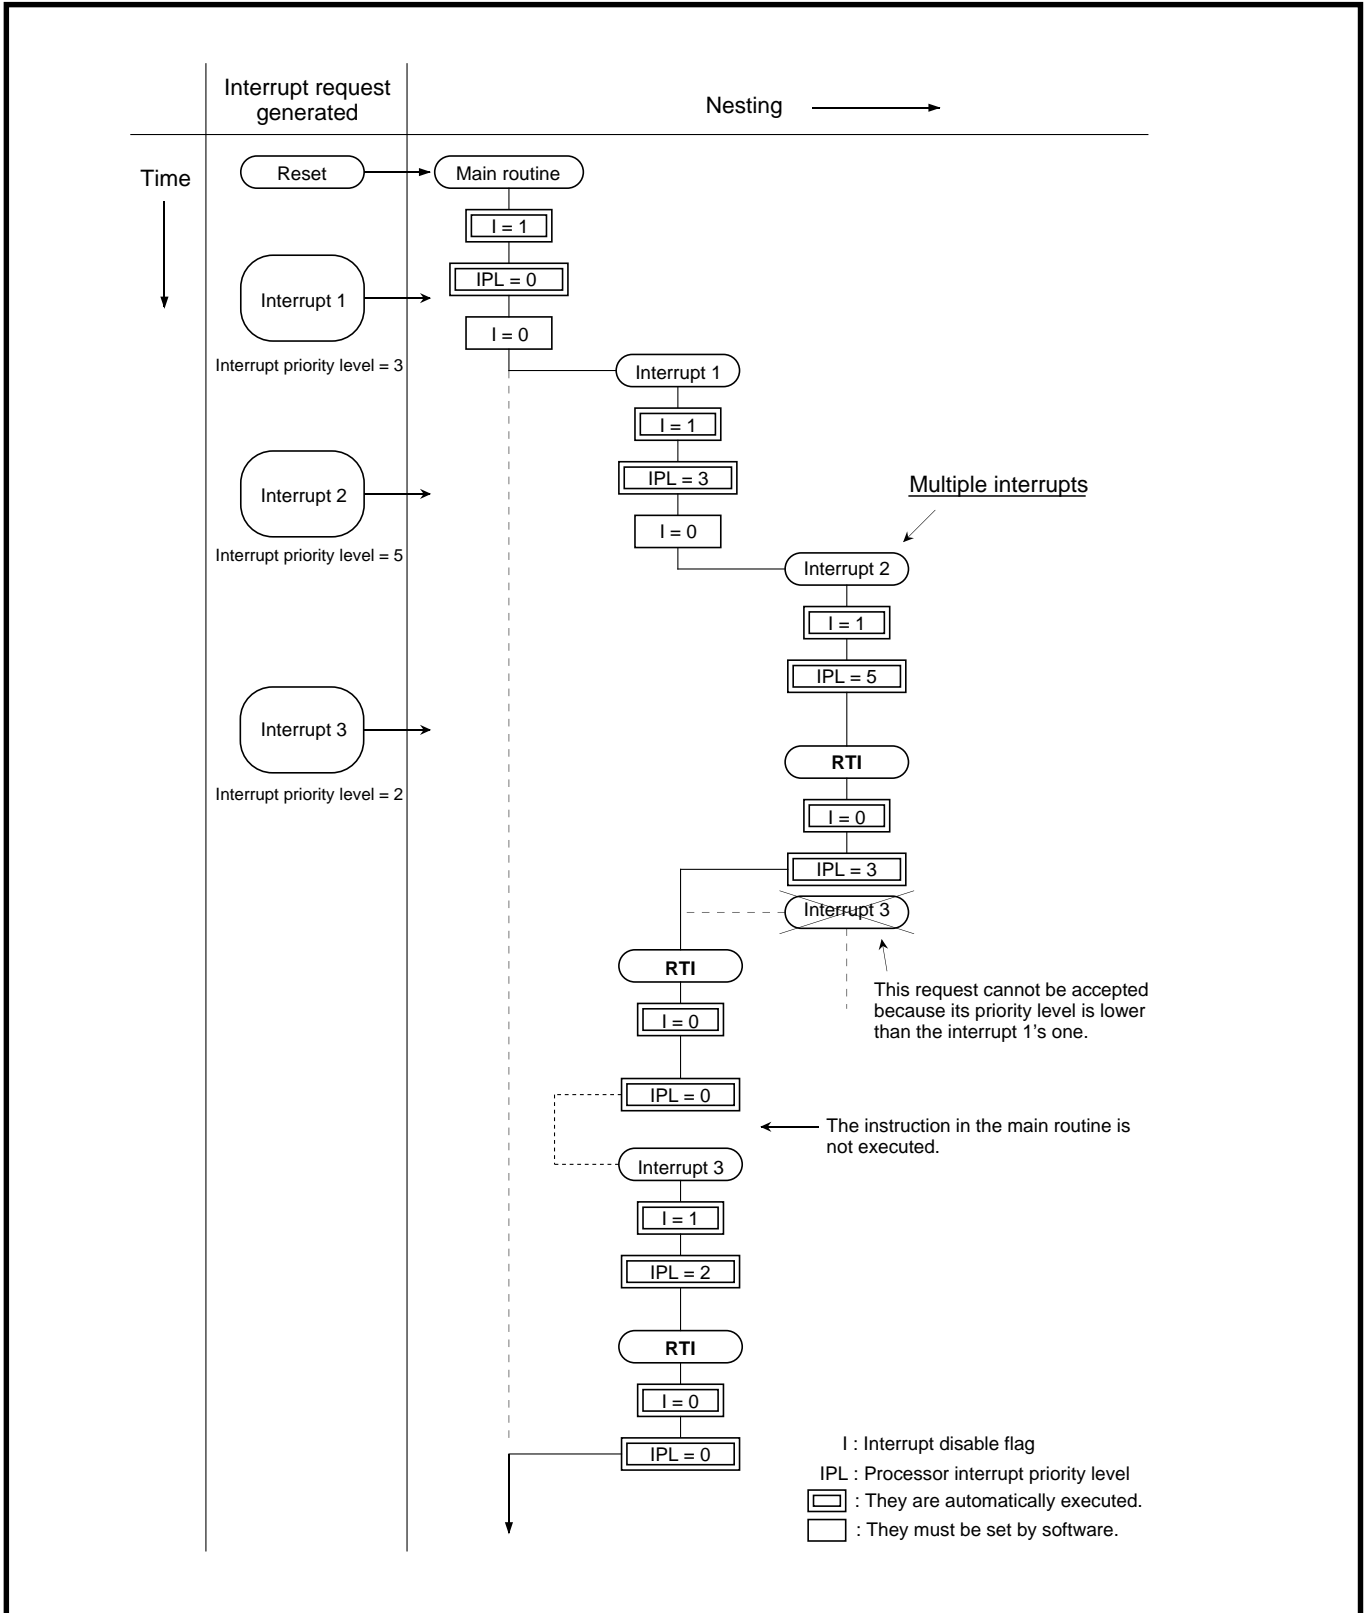 Interrupt request
generated
Nesting
Time
Reset
Main routine
I = 1
IPL = 0
Interrupt 1
I = 0
Interrupt priority level = 3
Interrupt 1
I = 1
IPL = 3
Interrupt 2
Multiple interrupts
I = 0
Interrupt priority level = 5
Interrupt 2
I = 1
IPL = 5
Interrupt 3
RTI
Interrupt priority level = 2
I = 0
IPL = 3
Interrupt 3
RTI
This request cannot be accepted
because its priority level is lower
than the interrupt 1’s one.
I = 0
IPL = 0
The instruction in the main routine is
not executed.
Interrupt 3
I = 1
IPL = 2
RTI
I = 0
IPL = 0
I : Interrupt disable flag
IPL : Processor interrupt priority level
: They are automatically executed.
: They must be set by software.